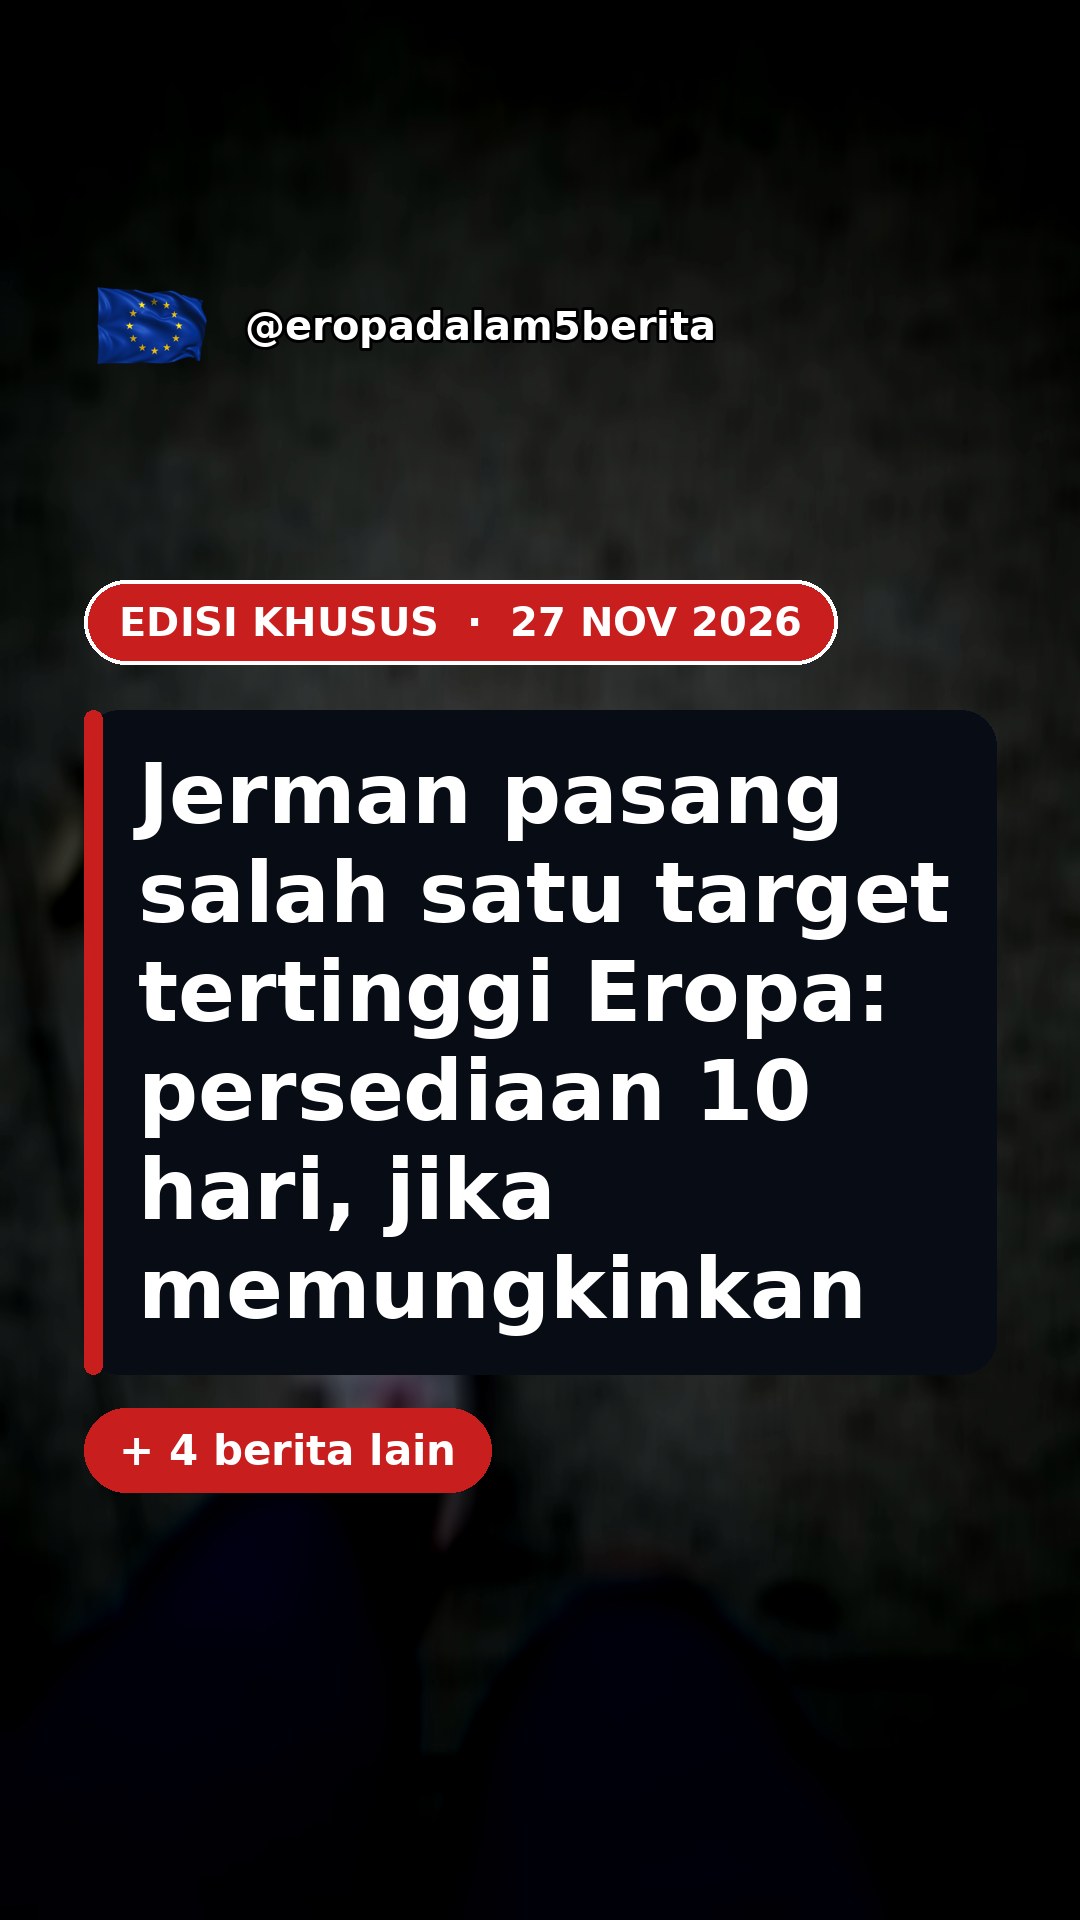 @eropadalam5berita
EDISI KHUSUS · 27 NOV 2026
Jerman pasang
salah satu target
tertinggi Eropa:
persediaan 10
hari, jika
memungkinkan
+ 4 berita lain